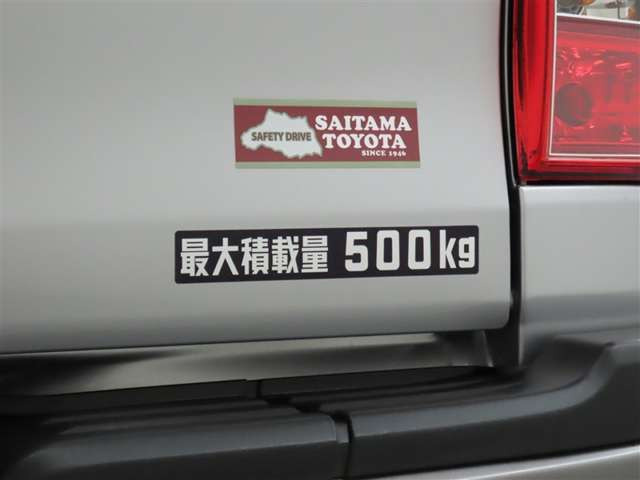 SAFETY DRIVE
SAITAMA
TOYOTA
SINCE 1946
最大積載量 500kg